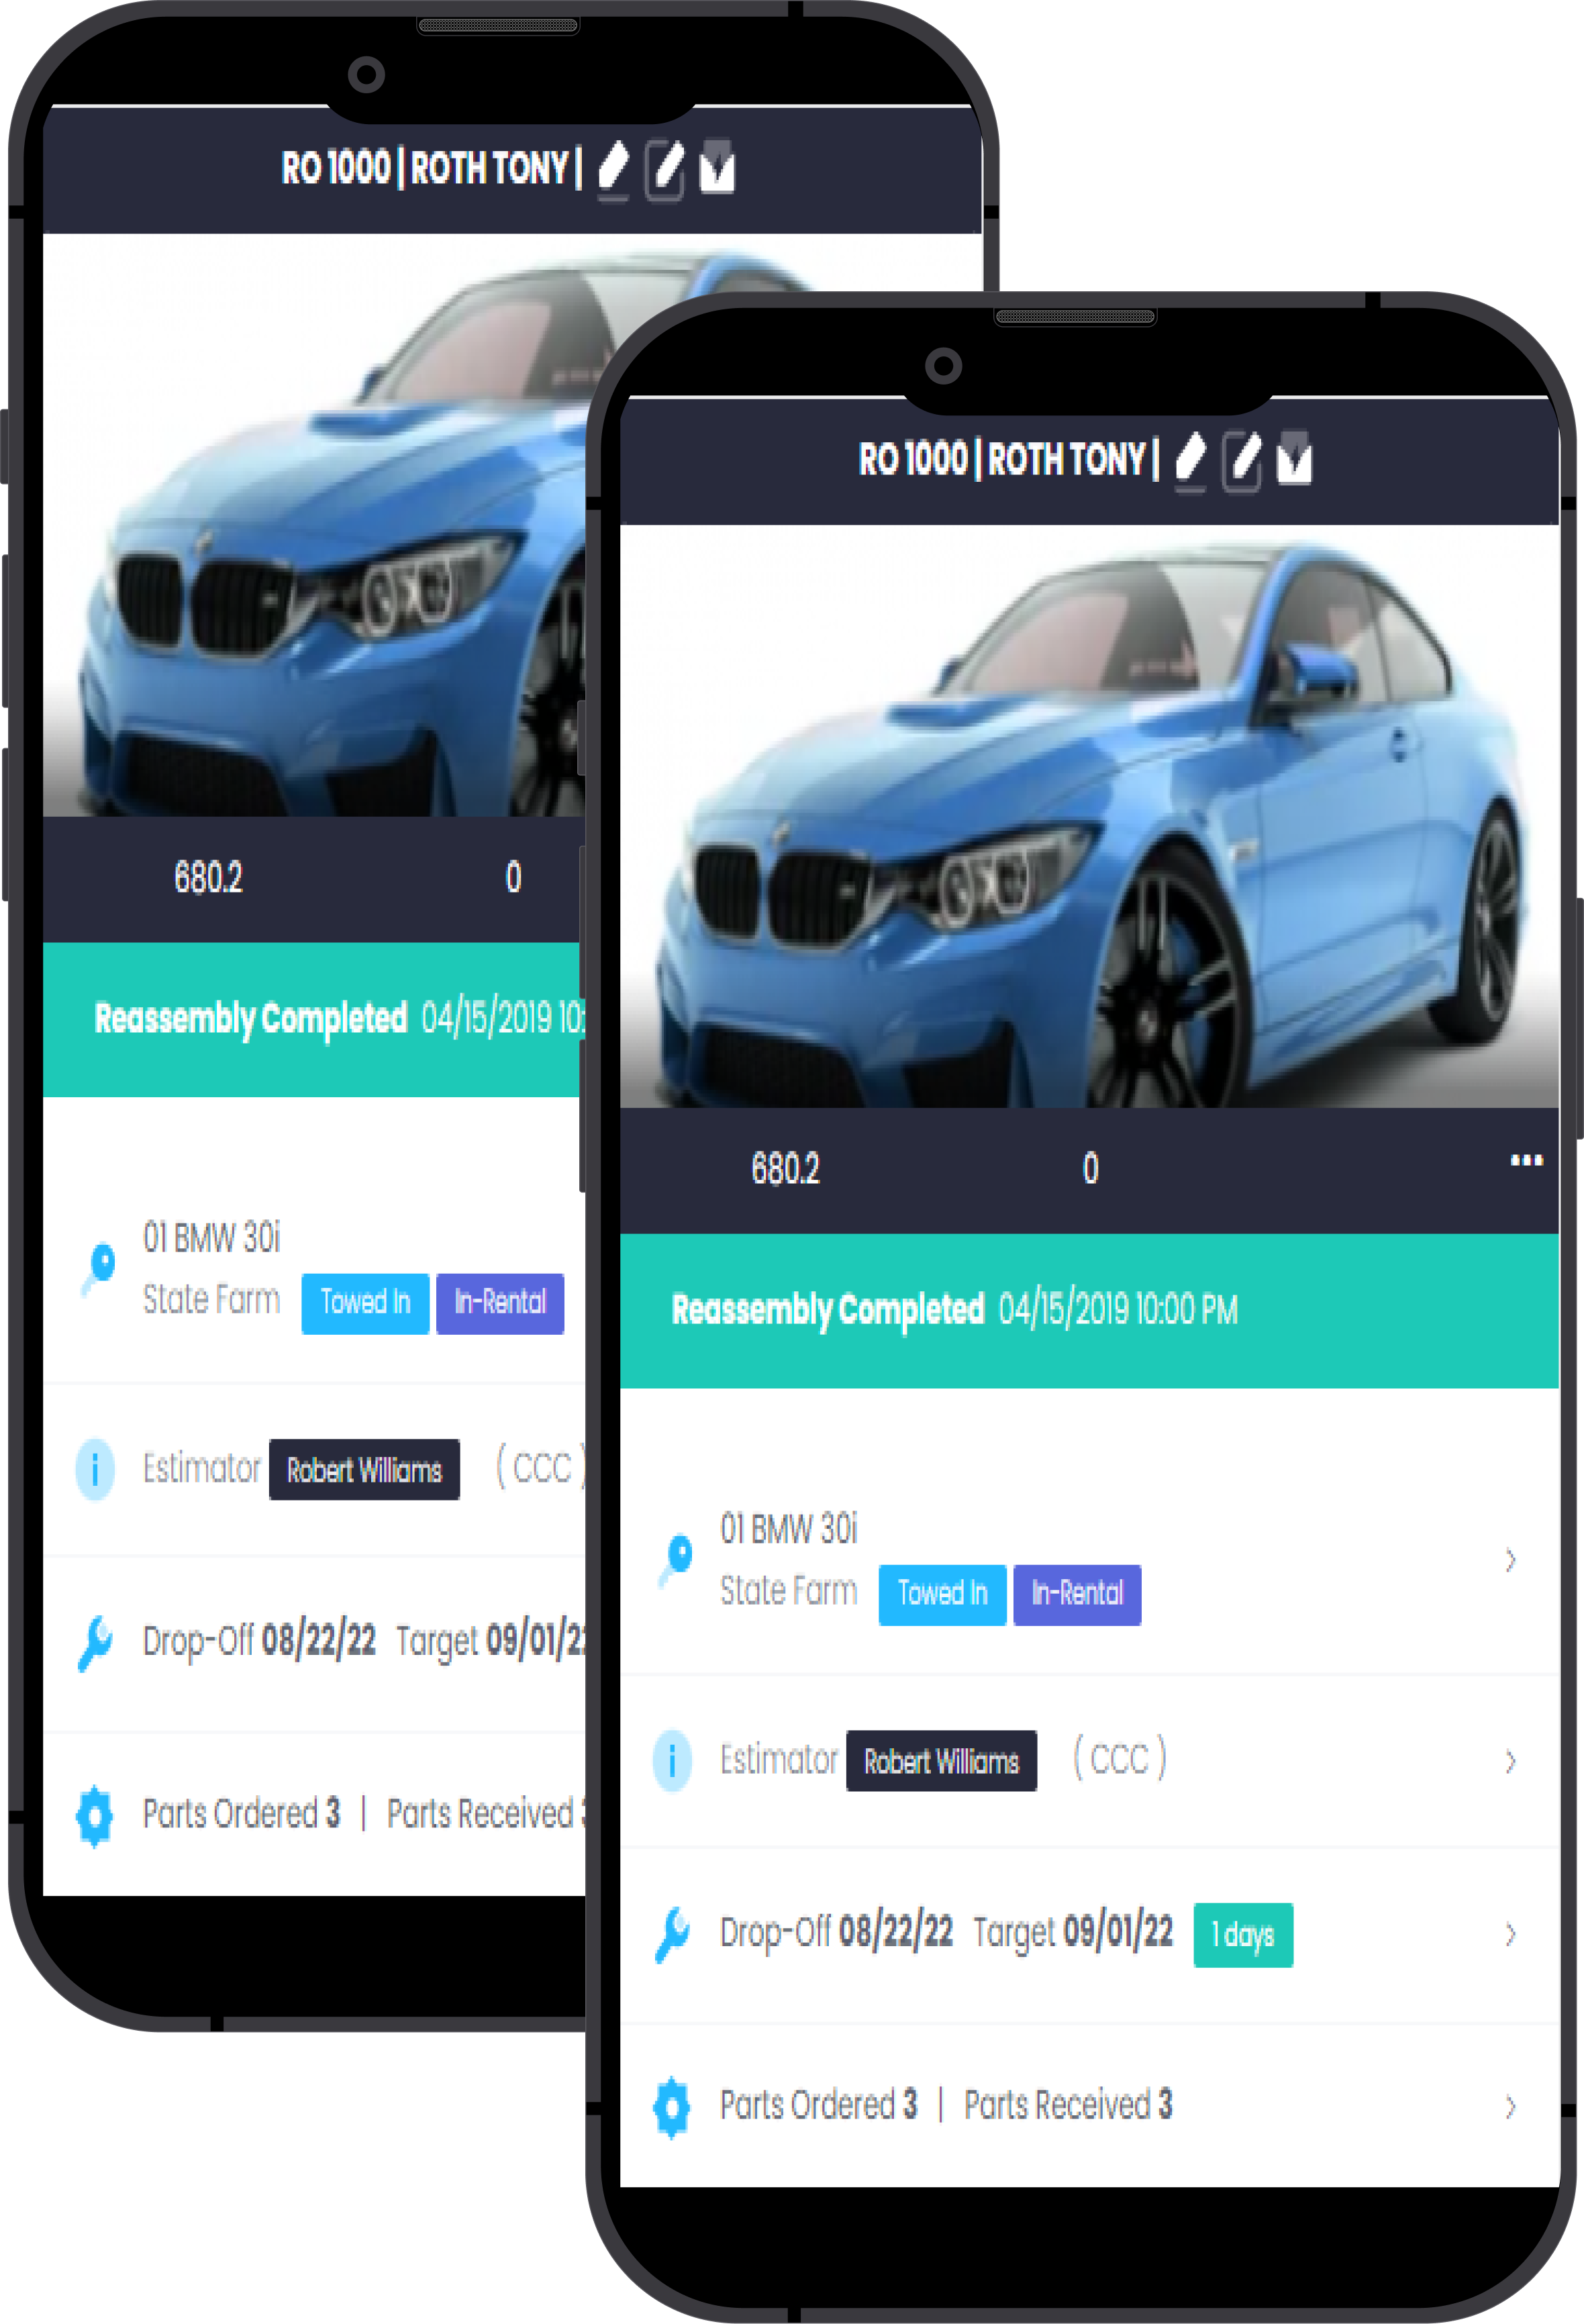 RO 1000 | ROTH TONY |
680.2 0
Reassembly Completed 04/15/2019 10:
01 BMW 30i
State Farm Towed In In-Rental
Estimator Robert Williams ( CCC )
Drop-Off 08/22/22 Target 09/01/22
Parts Ordered 3 | Parts Received 3
RO 1000 | ROTH TONY |
680.2 0 •••
Reassembly Completed 04/15/2019 10:00 PM
01 BMW 30i
State Farm Towed In In-Rental
Estimator Robert Williams ( CCC )
Drop-Off 08/22/22 Target 09/01/22 1 days
Parts Ordered 3 | Parts Received 3